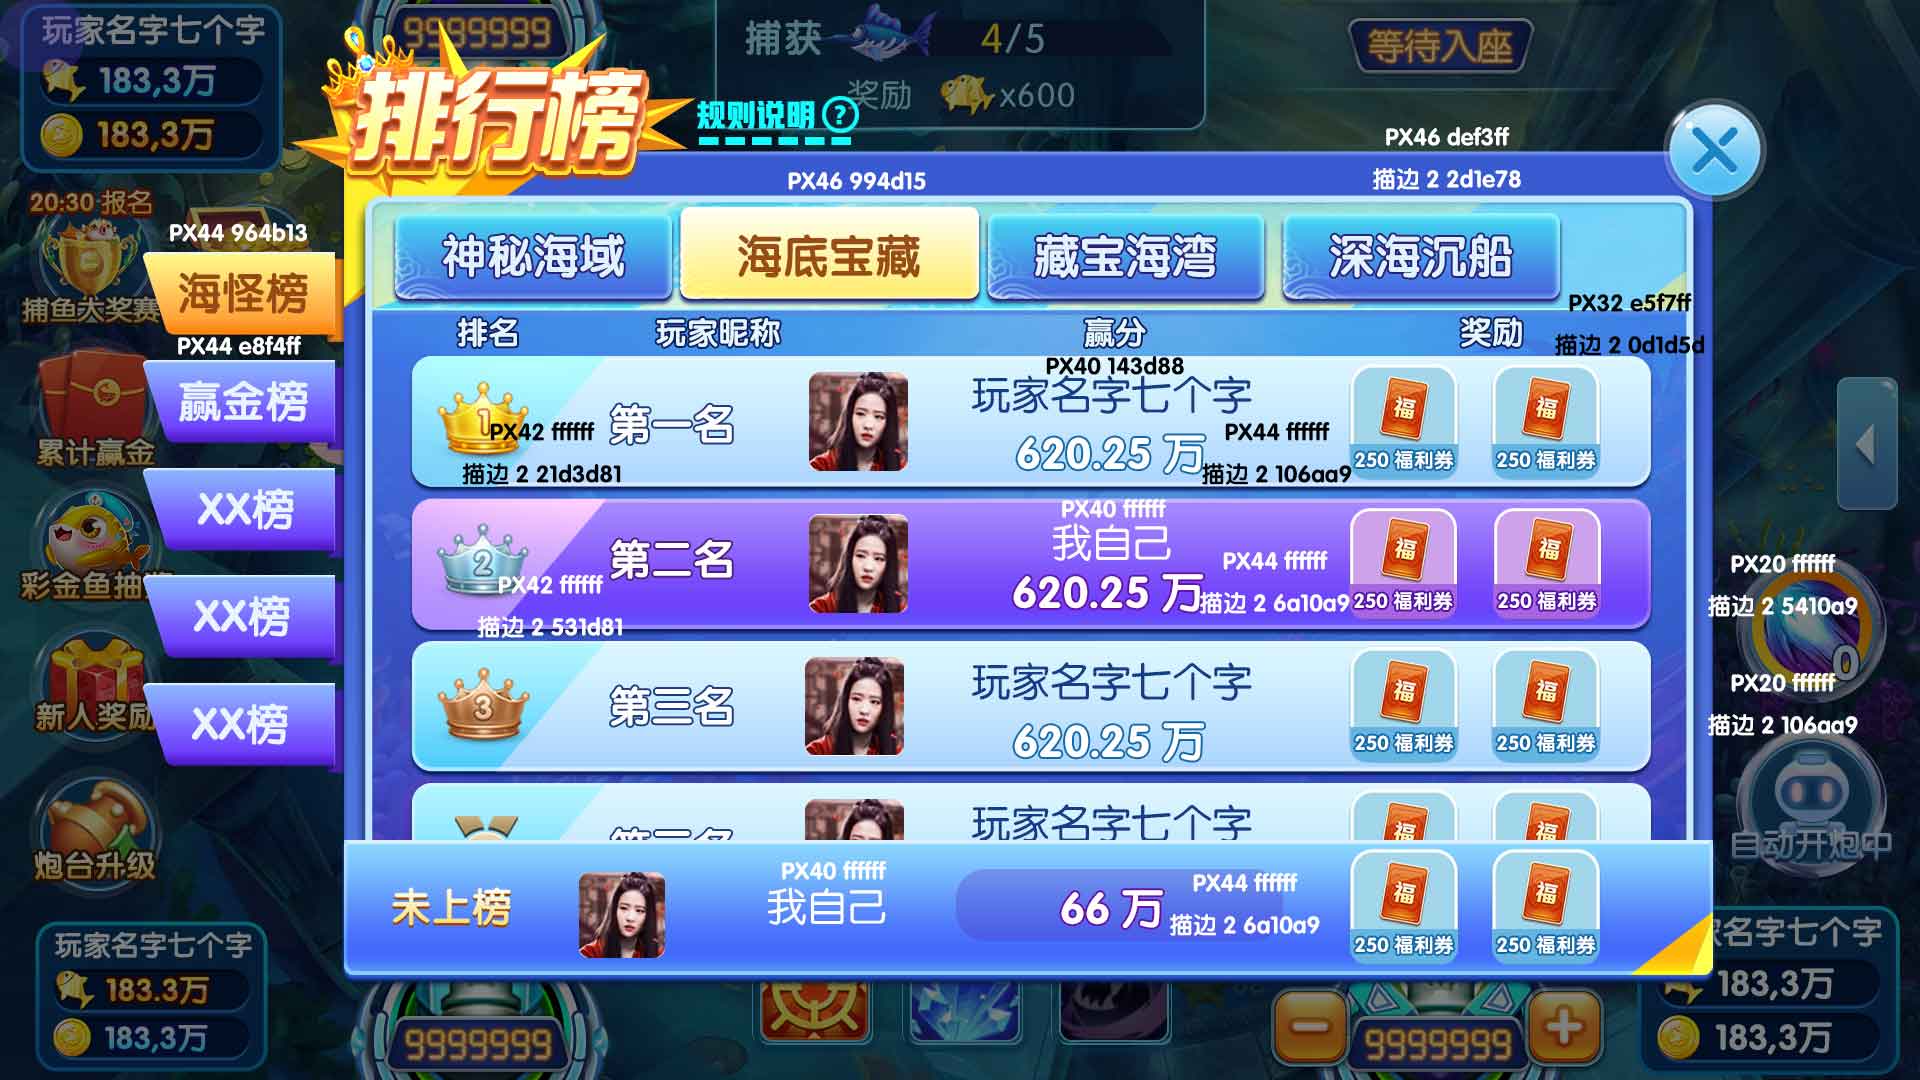 玩家名字七个字
183,3万
183,3万
9999999
捕获
4/5
奖励
x600
等待入座
排行榜
规则说明?
PX46 994d15
PX46 def3ff
描边 2 2d1e78
20:30 报名
捕鱼大奖赛
累计赢金
彩金鱼抽奖
新人奖励
炮台升级
PX44 964b13
海怪榜
PX44 e8f4ff
赢金榜
XX榜
XX榜
XX榜
神秘海域
海底宝藏
藏宝海湾
深海沉船
PX32 e5f7ff
描边 2 0d1d5d
排名
玩家昵称
赢分
奖励
1
PX42 ffffff
描边 2 21d3d81
第一名
PX40 143d88
玩家名字七个字
620.25 万
PX44 ffffff
描边 2 106aa9
福
250 福利券
福
250 福利券
2
PX42 ffffff
描边 2 531d81
第二名
PX40 ffffff
我自己
620.25 万
PX44 ffffff
描边 2 6a10a9
福
250 福利券
福
250 福利券
PX20 ffffff
描边 2 5410a9
0
PX20 ffffff
描边 2 106aa9
3
第三名
玩家名字七个字
620.25 万
福
250 福利券
福
250 福利券
第三名
玩家名字七个字
福
福
自动开炮中
未上榜
PX40 ffffff
我自己
66 万
PX44 ffffff
描边 2 6a10a9
福
250 福利券
福
250 福利券
玩家名字七个字
183.3万
183,3万
9999999
9999999
家名字七个字
183,3万
183,3万